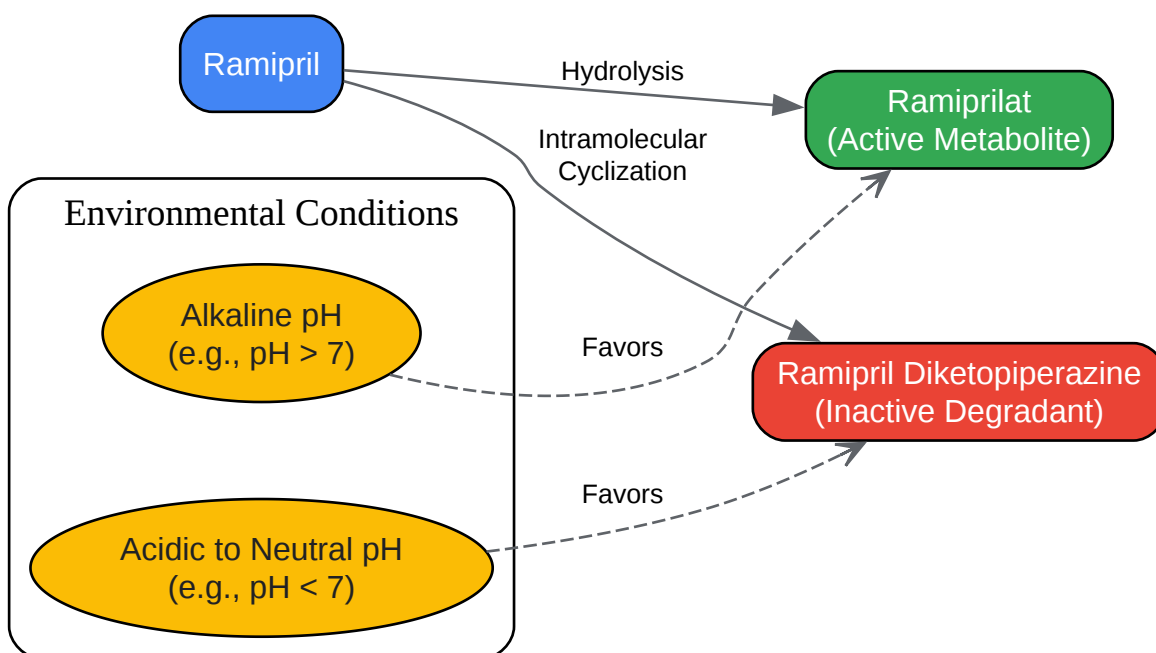 Ramipril
Hydrolysis
Ramiprilat
(Active Metabolite)
Intramolecular
Cyclization
Environmental Conditions
Alkaline pH
(e.g., pH > 7)
Favors
Ramipril Diketopiperazine
(Inactive Degradant)
Favors
Acidic to Neutral pH
(e.g., pH < 7)